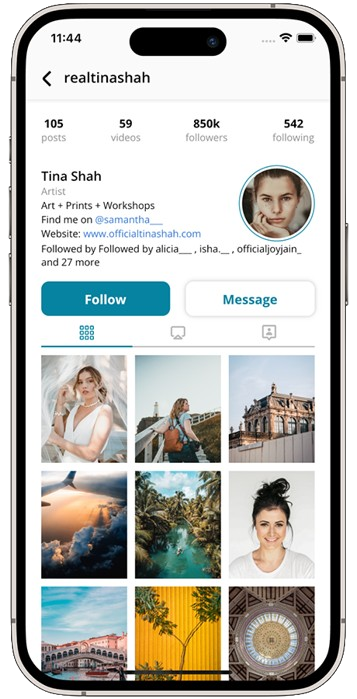 11:44
realtinashah
105 59 850k 542
posts videos followers following
Tina Shah
Artist
Art + Prints + Workshops
Find me on @samantha___
Website: www.officialtinashah.com
Followed by Followed by alicia___ , isha.__ , officialjoyjain_
and 27 more
Follow Message